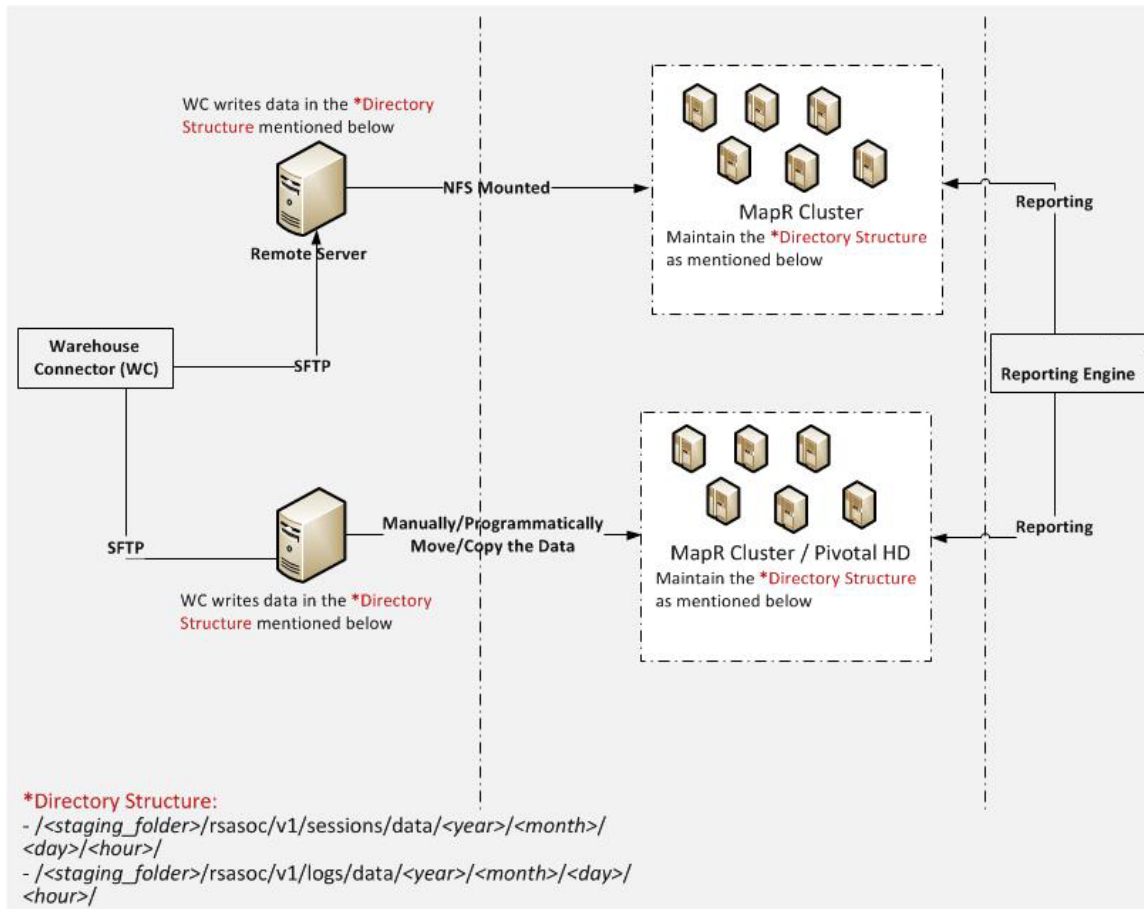 WC writes data in the *Directory
Structure mentioned below
Remote Server
NFS Mounted
MapR Cluster
Maintain the *Directory Structure
as mentioned below
Reporting
Warehouse
Connector (WC)
SFTP
Reporting Engine
SFTP
Manually/Programmatically
Move/Copy the Data
MapR Cluster / Pivotal HD
Maintain the *Directory Structure
as mentioned below
Reporting
WC writes data in the *Directory
Structure mentioned below
*Directory Structure:
- /<staging_folder>/rsasoc/v1/sessions/data/<year>/<month>/
<day>/<hour>/
- /<staging_folder>/rsasoc/v1/logs/data/<year>/<month>/<day>/
<hour>/